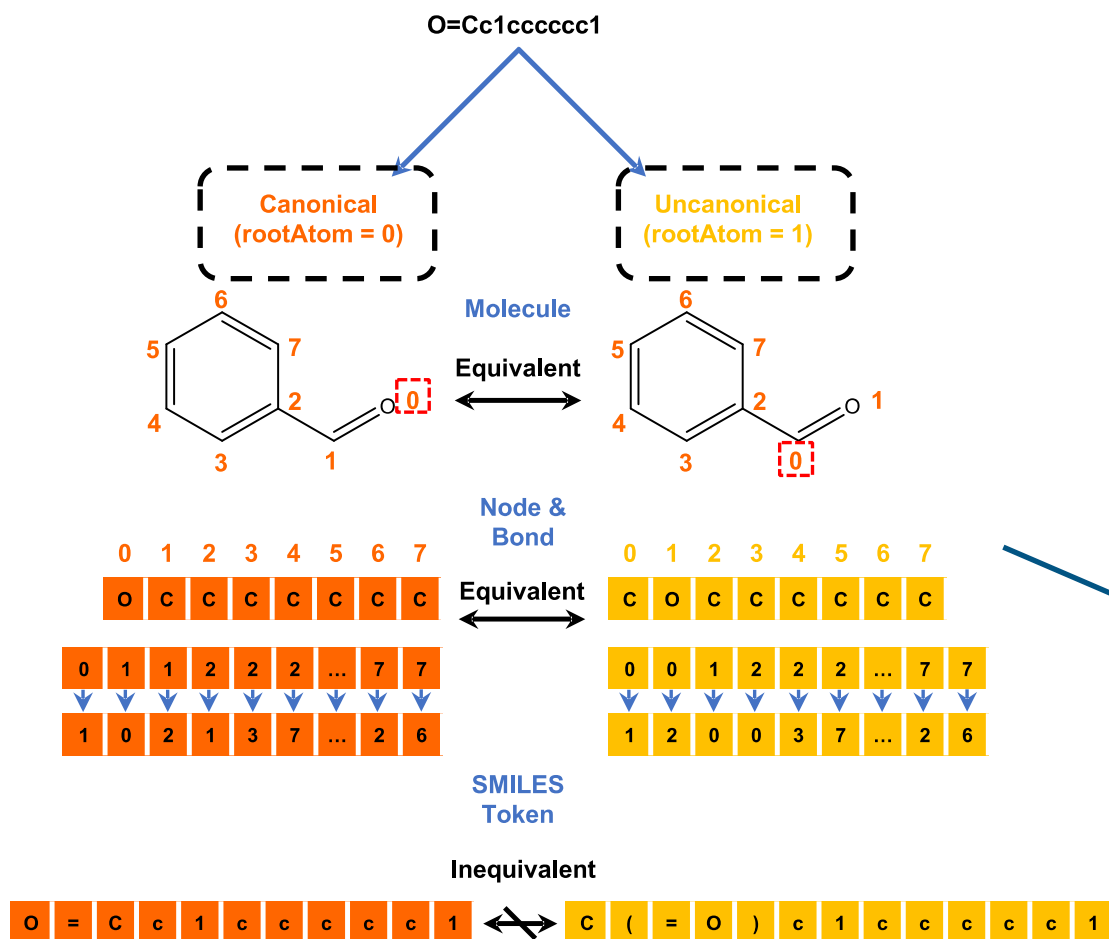 O=Cc1cccccc1
Canonical
(rootAtom = 0)
Uncanonical
(rootAtom = 1)
Molecule
Equivalent
6
5
7
4
2
O
0
3
1
6
5
7
4
2
O
1
3
0
Node &
Bond
0 1 2 3 4 5 6 7
O C C C C C C C
Equivalent
0 1 2 3 4 5 6 7
C O C C C C C C
0 1 1 2 2 2 ... 7 7
1 0 2 1 3 7 ... 2 6
0 0 1 2 2 2 ... 7 7
1 2 0 0 3 7 ... 2 6
SMILES
Token
Inequivalent
O = C c 1 c c c c c 1
C ( = O ) c 1 c c c c c 1